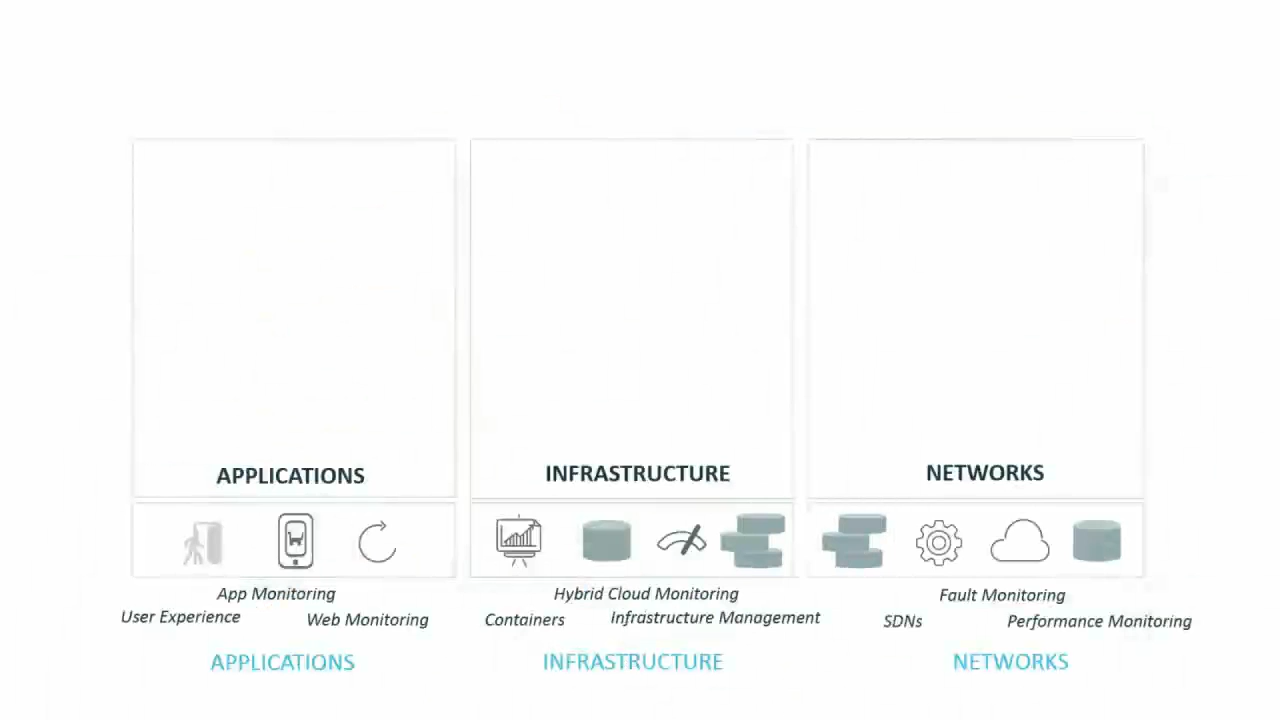 APPLICATIONS
INFRASTRUCTURE
NETWORKS
App Monitoring
User Experience
Web Monitoring
Hybrid Cloud Monitoring
Containers
Infrastructure Management
Fault Monitoring
SDNs
Performance Monitoring
APPLICATIONS
INFRASTRUCTURE
NETWORKS